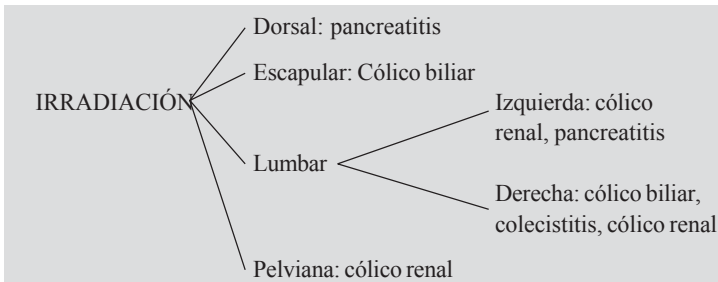 Dorsal: pancreatitis
Escapular: Cólico biliar
IRRADIACIÓN
Lumbar
Izquierda: cólico
renal, pancreatitis
Derecha: cólico biliar,
colecistitis, cólico renal
Pelviana: cólico renal